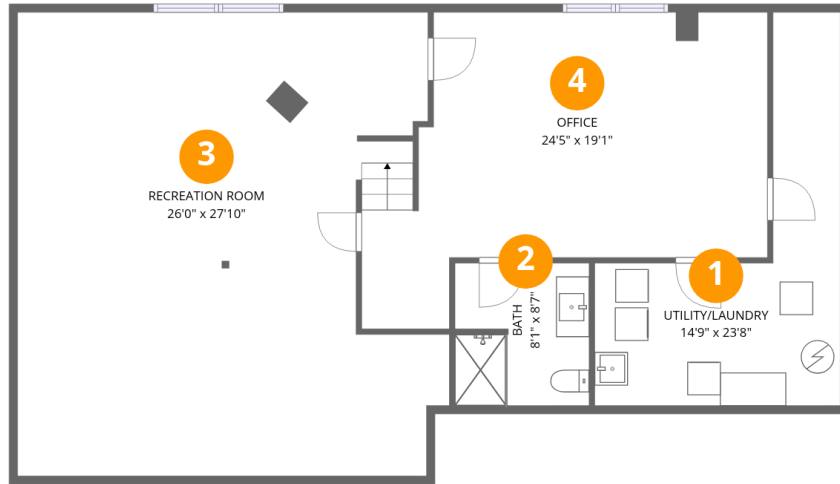 4
OFFICE
24'5" x 19'1"
3
RECREATION ROOM
26'0" x 27'10"
2
BATH
8'1" x 8'7"
1
UTILITY/LAUNDRY
14'9" x 23'8"